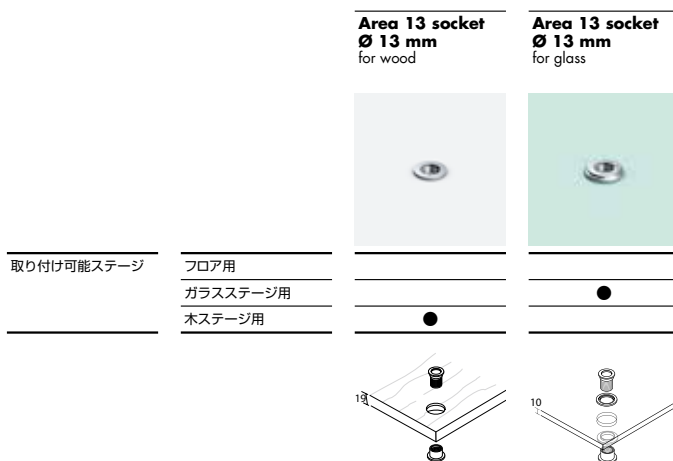 Area 13 socket
Ø 13 mm
for wood
Area 13 socket
Ø 13 mm
for glass
取り付け可能ステージ
フロア用
ガラスステージ用
木ステージ用
19
10